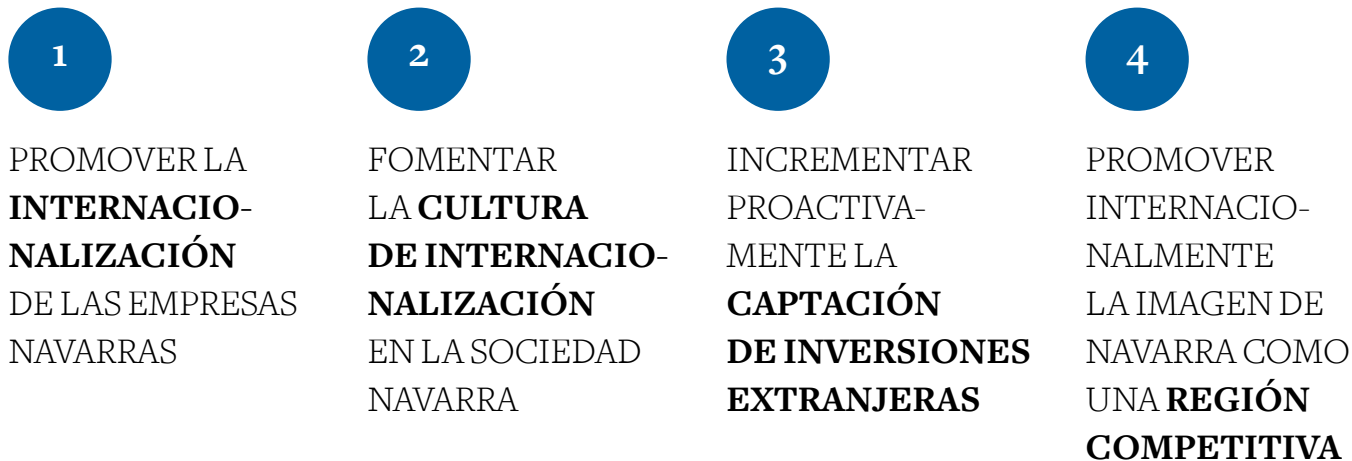 1
PROMOVER LA
INTERNACIO-
NALIZACIÓN
DE LAS EMPRESAS
NAVARRAS
2
FOMENTAR
LA CULTURA
DE INTERNACIO-
NALIZACIÓN
EN LA SOCIEDAD
NAVARRA
3
INCREMENTAR
PROACTIVA-
MENTE LA
CAPTACIÓN
DE INVERSIONES
EXTRANJERAS
4
PROMOVER
INTERNACIO-
NALMENTE
LA IMAGEN DE
NAVARRA COMO
UNA REGIÓN
COMPETITIVA